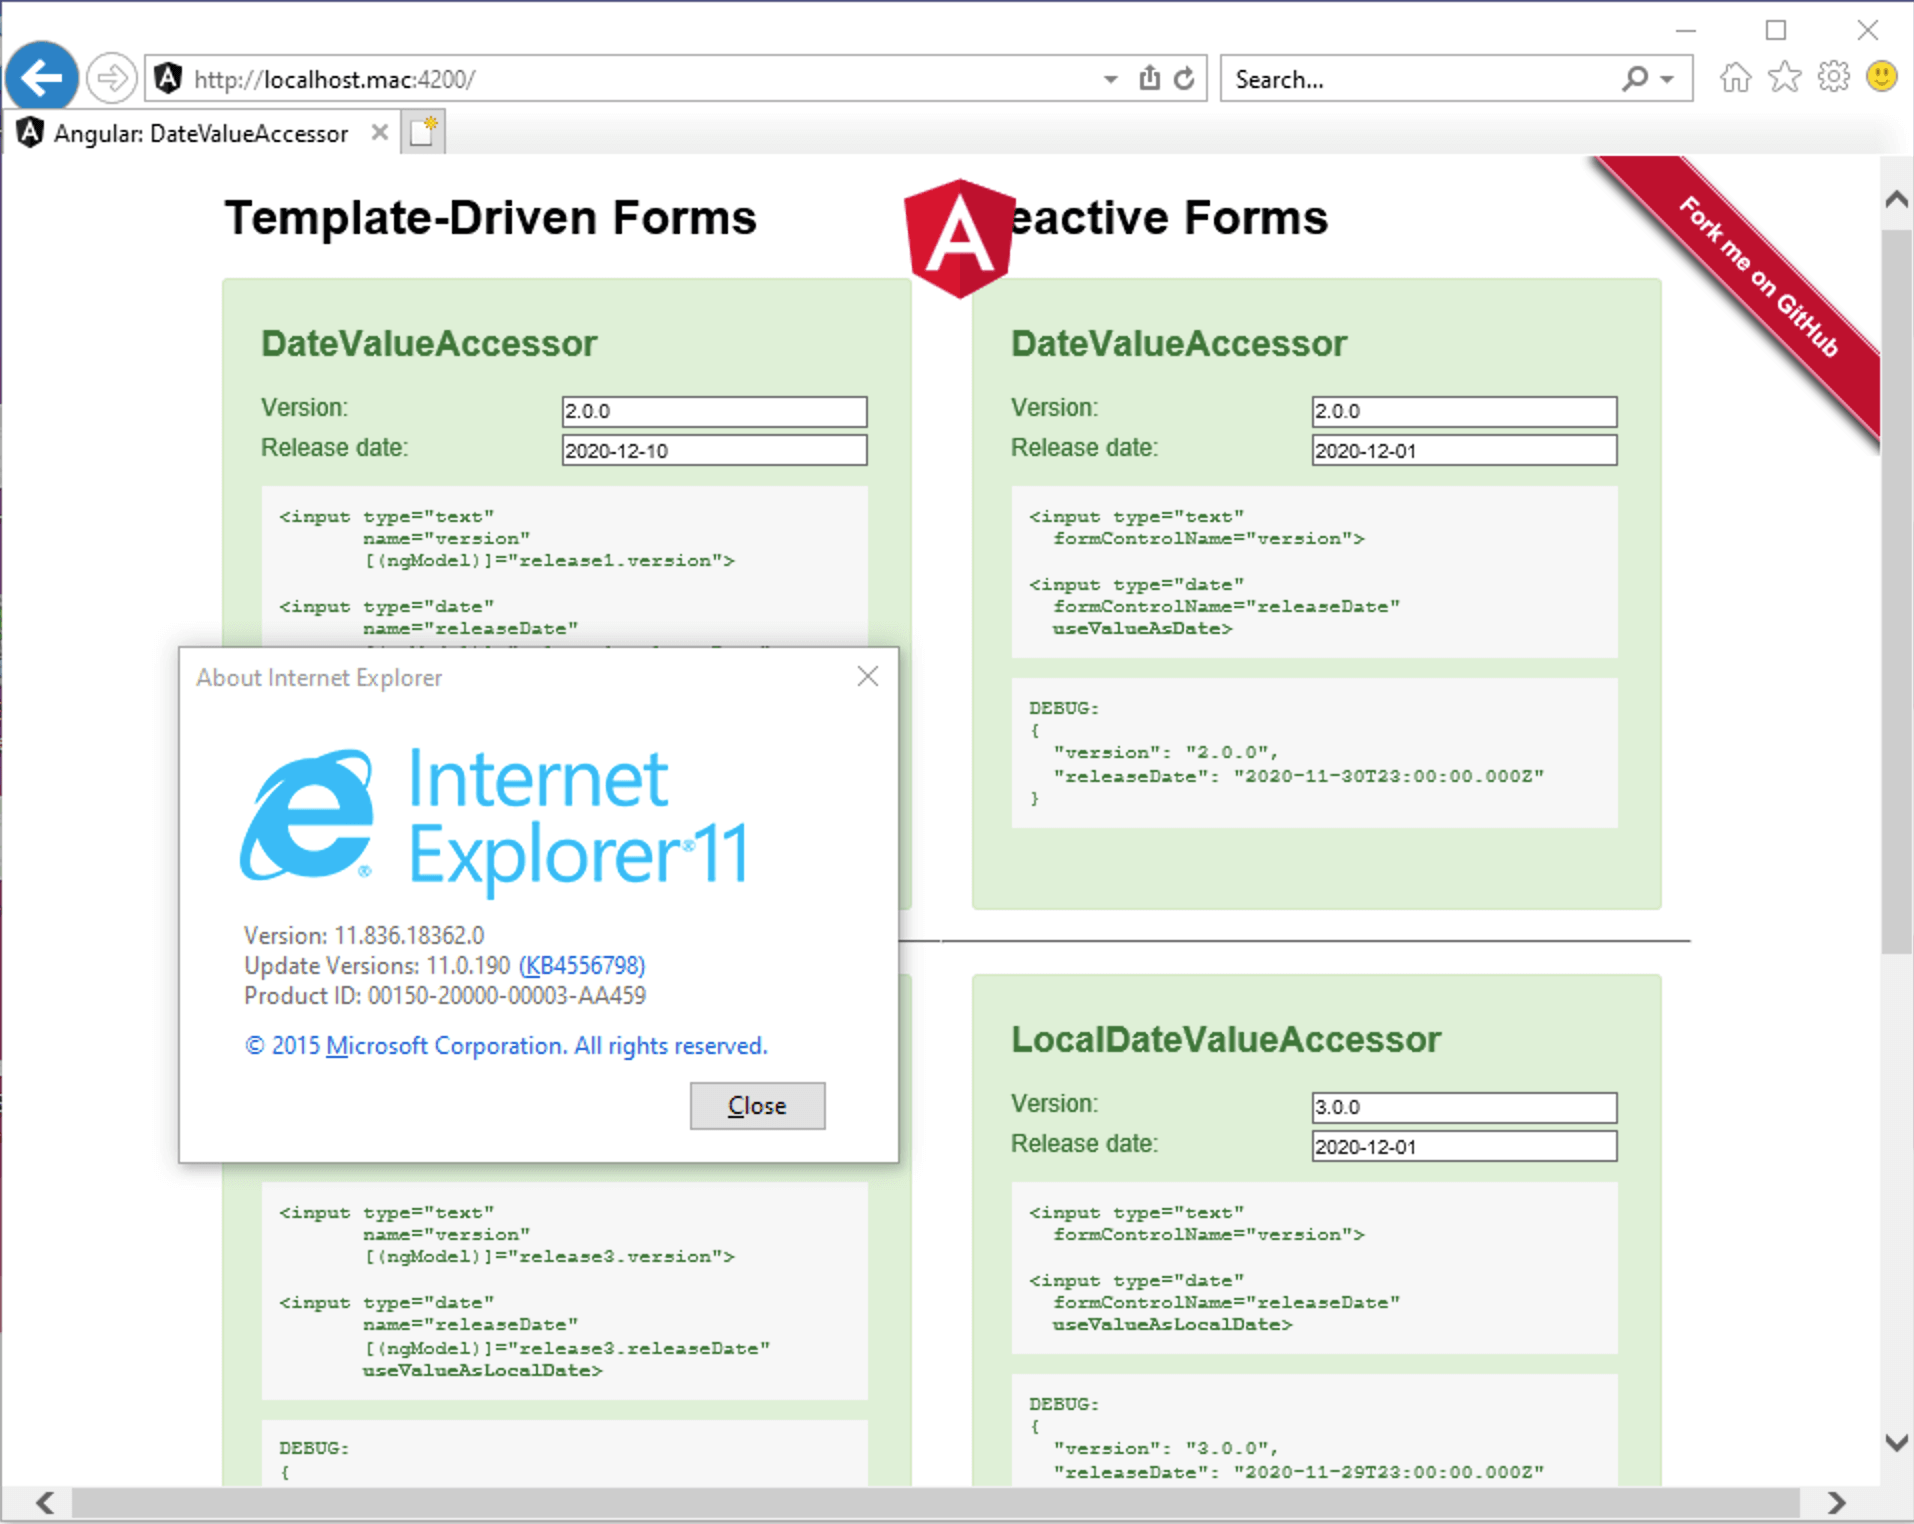 http://localhost.mac:4200/
Search...
Angular: DateValueAccessor
Template-Driven Forms
eactive Forms
Fork me on GitHub
DateValueAccessor
Version:
2.0.0
Release date:
2020-12-10
<input type="text"
name="version"
[(ngModel)]="release1.version">
<input type="date"
name="releaseDate"
DateValueAccessor
Version:
2.0.0
Release date:
2020-12-01
<input type="text"
formControlName="version">
<input type="date"
formControlName="releaseDate"
useValueAsDate>
DEBUG:
{
"version": "2.0.0",
"releaseDate": "2020-11-30T23:00:00.000Z"
}
About Internet Explorer
Internet
Explorer®11
Version: 11.836.18362.0
Update Versions: 11.0.190 (KB4556798)
Product ID: 00150-20000-00003-AA459
© 2015 Microsoft Corporation. All rights reserved.
Close
<input type="text"
name="version"
[(ngModel)]="release3.version">
<input type="date"
name="releaseDate"
[(ngModel)]="release3.releaseDate"
useValueAsLocalDate>
DEBUG:
{
LocalDateValueAccessor
Version:
3.0.0
Release date:
2020-12-01
<input type="text"
formControlName="version">
<input type="date"
formControlName="releaseDate"
useValueAsLocalDate>
DEBUG:
{
"version": "3.0.0",
"releaseDate": "2020-11-29T23:00:00.000Z"